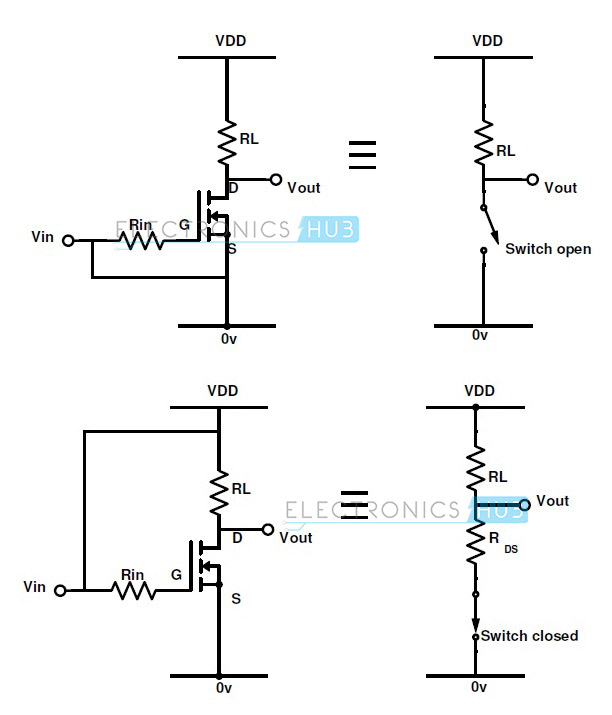 VDD
VDD
RL
RL
D
Vout
Vout
Rin
G
ELECTRONICS HUB
Vin
S
Switch open
0v
0v
VDD
VDD
RL
RL
ELECTRONICS HUB
Vout
D
Vout
R DS
Rin
G
Vin
S
Switch closed
0v
0v